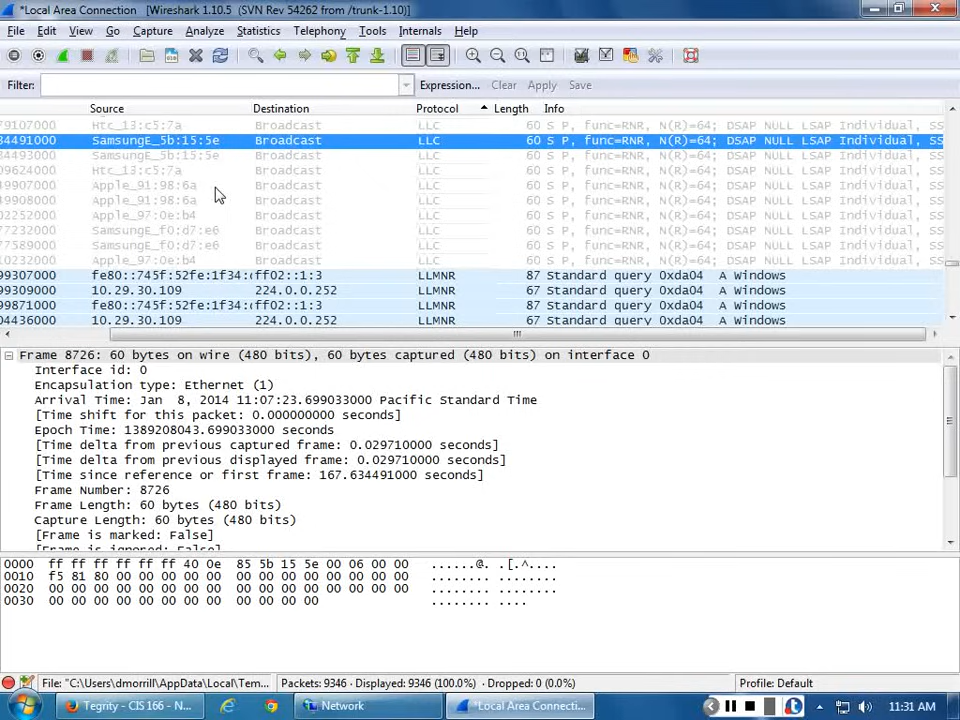 *Local Area Connection   [Wireshark 1.10.5  (SVN Rev 54262 from /trunk-1.10)]
File Edit View Go Capture Analyze Statistics Telephony Tools Internals Help
Filter: Expression... Clear Apply Save
Source Destination Protocol Length Info
79107000 Htc_13:c5:7a Broadcast LLC 60 S P, func=RNR, N(R)=64; DSAP NULL LSAP Individual, SS
34491000 SamsungE_5b:15:5e Broadcast LLC 60 S P, func=RNR, N(R)=64; DSAP NULL LSAP Individual, SS
34493000 SamsungE_5b:15:5e Broadcast LLC 60 S P, func=RNR, N(R)=64; DSAP NULL LSAP Individual, SS
09624000 Htc_13:c5:7a Broadcast LLC 60 S P, func=RNR, N(R)=64; DSAP NULL LSAP Individual, SS
49907000 Apple_91:98:6a Broadcast LLC 60 S P, func=RNR, N(R)=64; DSAP NULL LSAP Individual, SS
49908000 Apple_91:98:6a Broadcast LLC 60 S P, func=RNR, N(R)=64; DSAP NULL LSAP Individual, SS
02252000 Apple_97:0e:b4 Broadcast LLC 60 S P, func=RNR, N(R)=64; DSAP NULL LSAP Individual, SS
77232000 SamsungE_f0:d7:e6 Broadcast LLC 60 S P, func=RNR, N(R)=64; DSAP NULL LSAP Individual, SS
77589000 SamsungE_f0:d7:e6 Broadcast LLC 60 S P, func=RNR, N(R)=64; DSAP NULL LSAP Individual, SS
10232000 Apple_97:0e:b4 Broadcast LLC 60 S P, func=RNR, N(R)=64; DSAP NULL LSAP Individual, SS
99307000 fe80::745f:52fe:1f34:(ff02::1:3 LLMNR 87 Standard query 0xda04  A Windows
99309000 10.29.30.109 224.0.0.252 LLMNR 67 Standard query 0xda04  A Windows
99871000 fe80::745f:52fe:1f34:(ff02::1:3 LLMNR 87 Standard query 0xda04  A Windows
04436000 10.29.30.109 224.0.0.252 LLMNR 67 Standard query 0xda04  A Windows
Frame 8726: 60 bytes on wire (480 bits), 60 bytes captured (480 bits) on interface 0
Interface id: 0
Encapsulation type: Ethernet (1)
Arrival Time: Jan  8, 2014 11:07:23.699033000 Pacific Standard Time
[Time shift for this packet: 0.000000000 seconds]
Epoch Time: 1389208043.699033000 seconds
[Time delta from previous captured frame: 0.029710000 seconds]
[Time delta from previous displayed frame: 0.029710000 seconds]
[Time since reference or first frame: 167.634491000 seconds]
Frame Number: 8726
Frame Length: 60 bytes (480 bits)
Capture Length: 60 bytes (480 bits)
[Frame is marked: False]
[Frame is ignored: False]
0000 ff ff ff ff ff ff 40 0e  85 5b 15 5e 00 06 00 00 ......@. .[.^....
0010 f5 81 80 00 00 00 00 00  00 00 00 00 00 00 00 00 ........ ........
0020 00 00 00 00 00 00 00 00  00 00 00 00 00 00 00 00 ........ ........
0030 00 00 00 00 00 00 00 00  00 00 00 00 ........ ....
File: "C:\Users\dmorrill\AppData\Local\Tem... Packets: 9346 · Displayed: 9346 (100.0%) · Dropped: 0 (0.0%) Profile: Default
Tegrity - CIS 166 - N... Network *Local Area Connecti... 11:31 AM